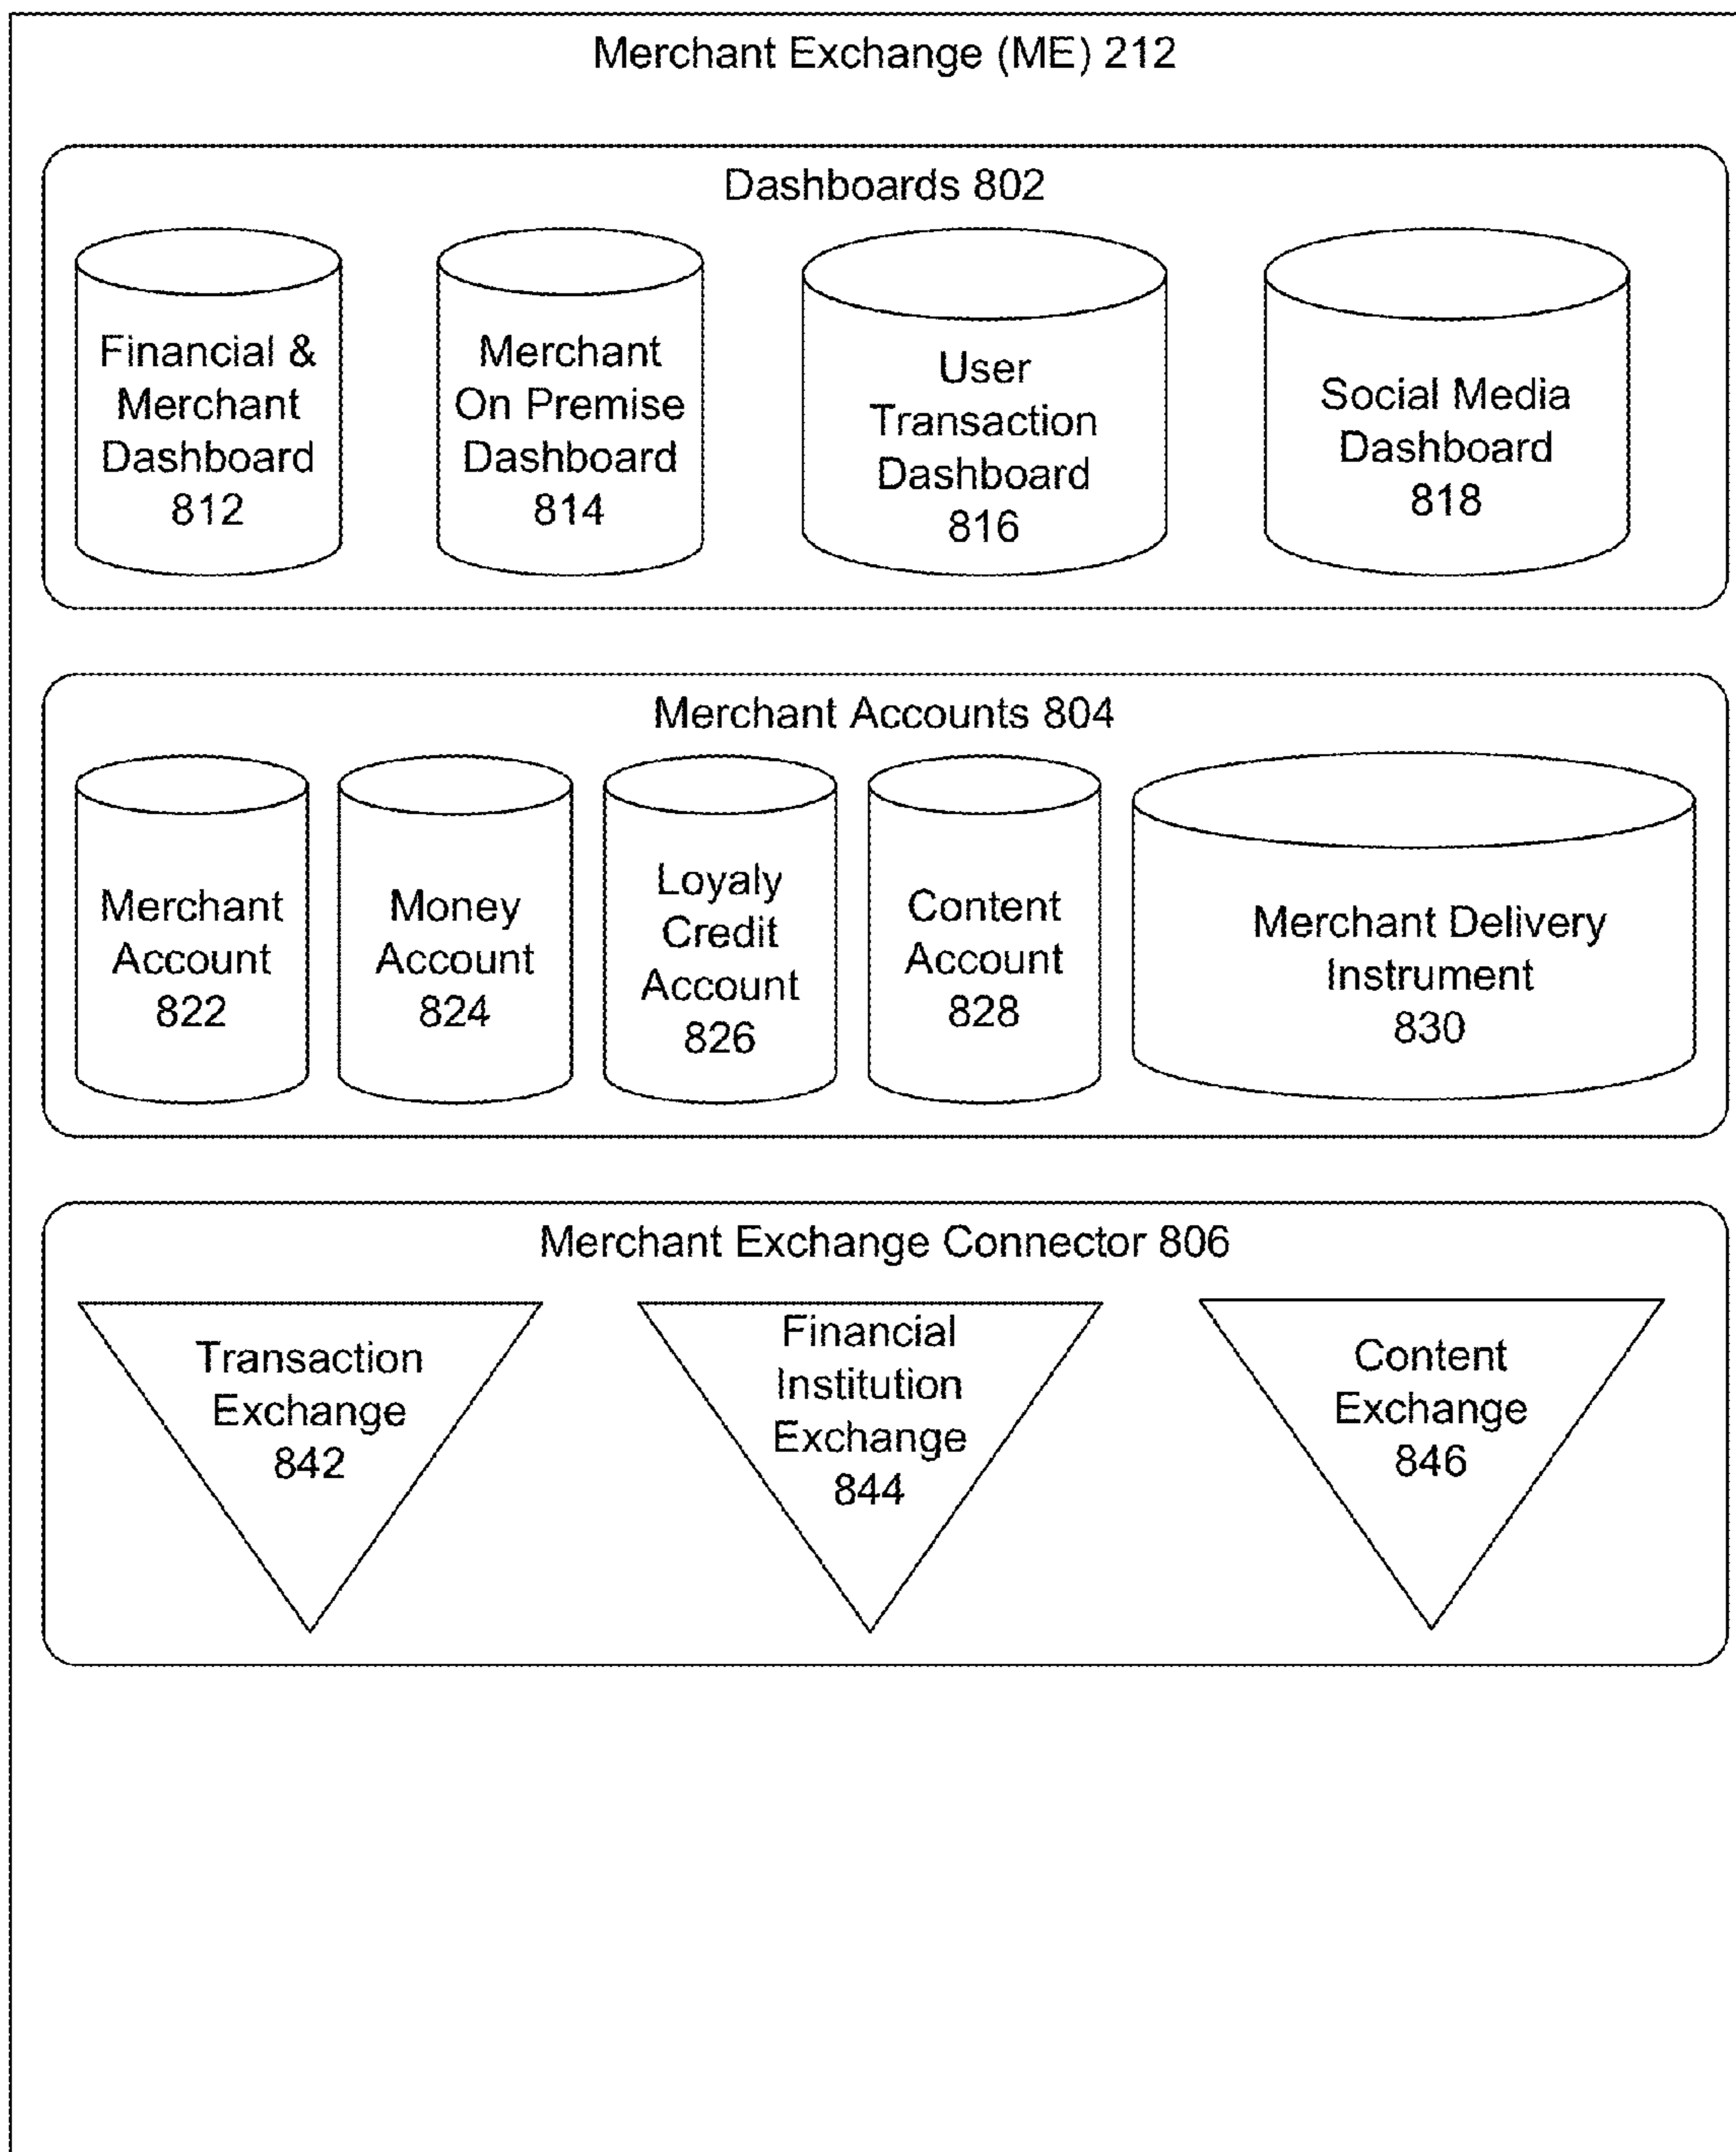 Merchant Exchange (ME) 212
Dashboards 802
Financial &
Merchant
Dashboard
812
Merchant
On Premise
Dashboard
814
User
Transaction
Dashboard
816
Social Media
Dashboard
818
Merchant Accounts 804
Merchant
Account
822
Money
Account
824
Loyaly
Credit
Account
826
Content
Account
828
Merchant Delivery
Instrument
830
Merchant Exchange Connector 806
Transaction
Exchange
842
Financial
Institution
Exchange
844
Content
Exchange
846